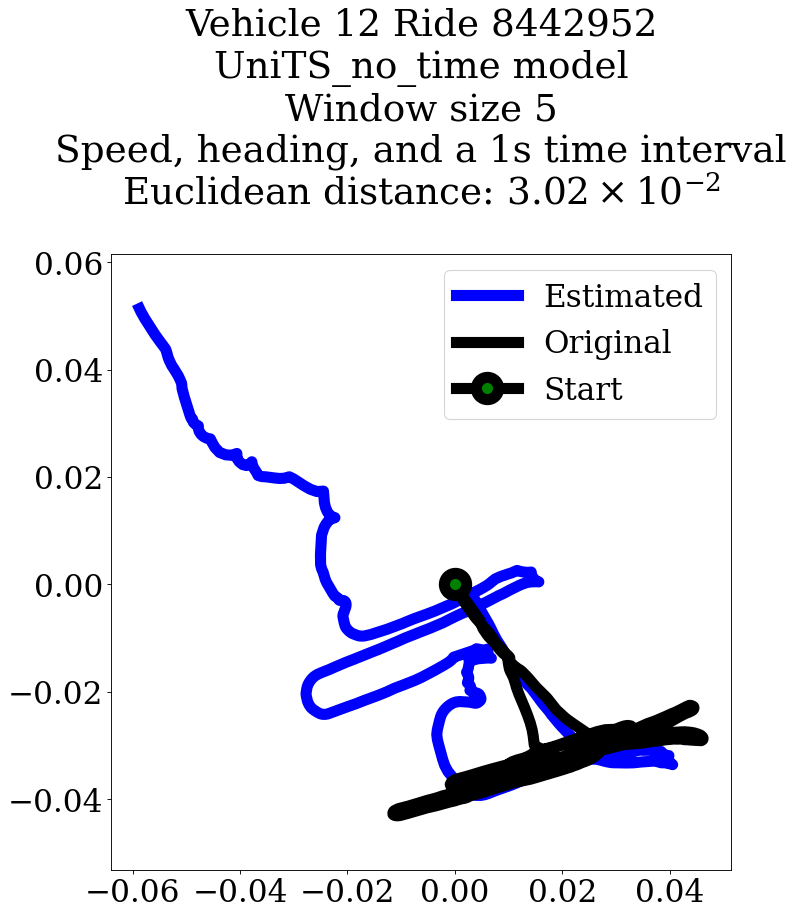 Vehicle 12 Ride 8442952
UniTS_no_time model
Window size 5
Speed, heading, and a 1s time interval
Euclidean distance: 3.02 × 10⁻²
Estimated
Original
Start
0.06
0.04
0.02
0.00
−0.02
−0.04
−0.06 −0.04 −0.02 0.00 0.02 0.04